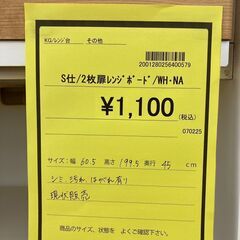 KG/レンジ台 その他
2001280256400579
S仕/2枚扉レンジボード/WH・NA
¥1,100
(税込)
070225
サイズ:幅 60.5 高さ 199.5 奥行 45 cm
シミ、汚れ、はがれ有り
現状販売
商品のサイズ、状態を よくご確認下さい。